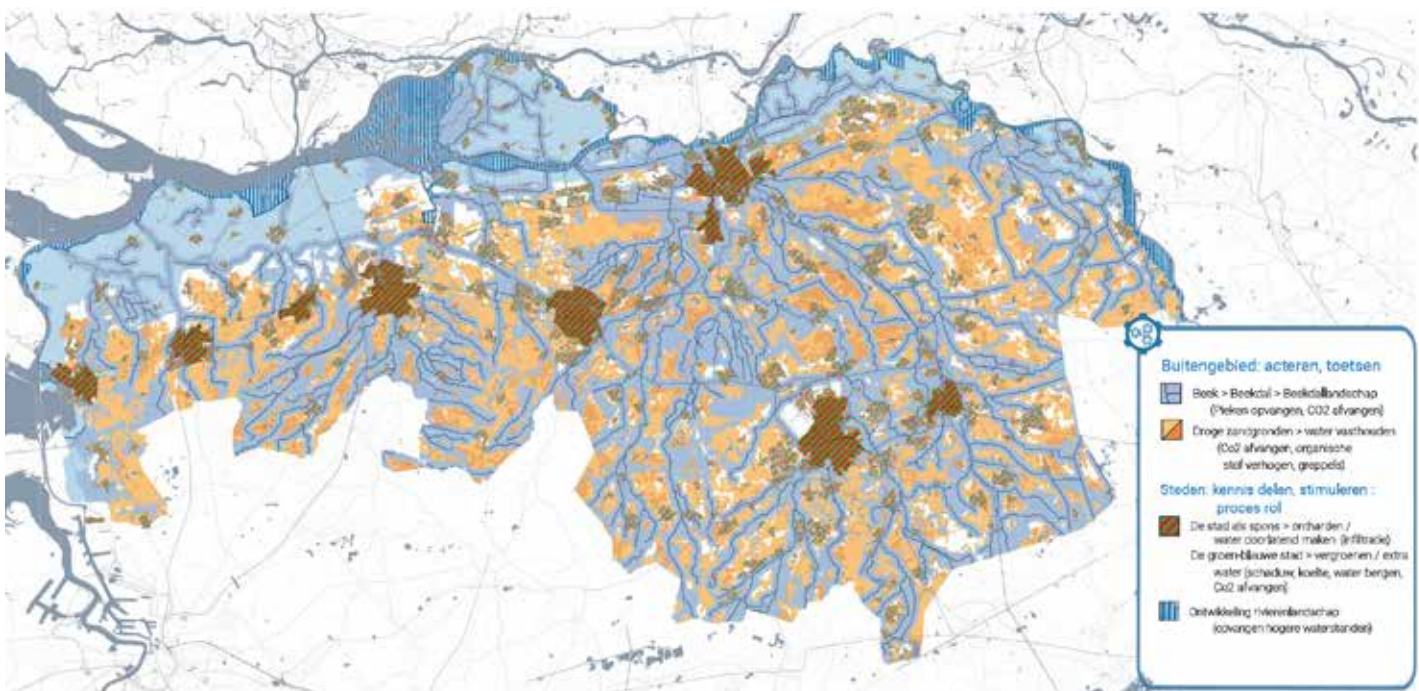 Buitengebied: acteren, toetsen
Beek > Beekdal > Beekdallandschap
(Pieken opvangen, CO2 afvangen)
Droge zandgronden > water vasthouden
(Co2 afvangen, organische
stof verhogen, greppels)
Steden: kennis delen, stimuleren :
proces rol
De stad als spons > ontharden /
water doorlatend maken (infiltratie)
De groen-blauwe stad > vergroenen / extra
water (schaduw, koelte, water bergen,
Co2 afvangen)
Ontwikkeling rivierenlandschap
(opvangen hogere waterstanden)